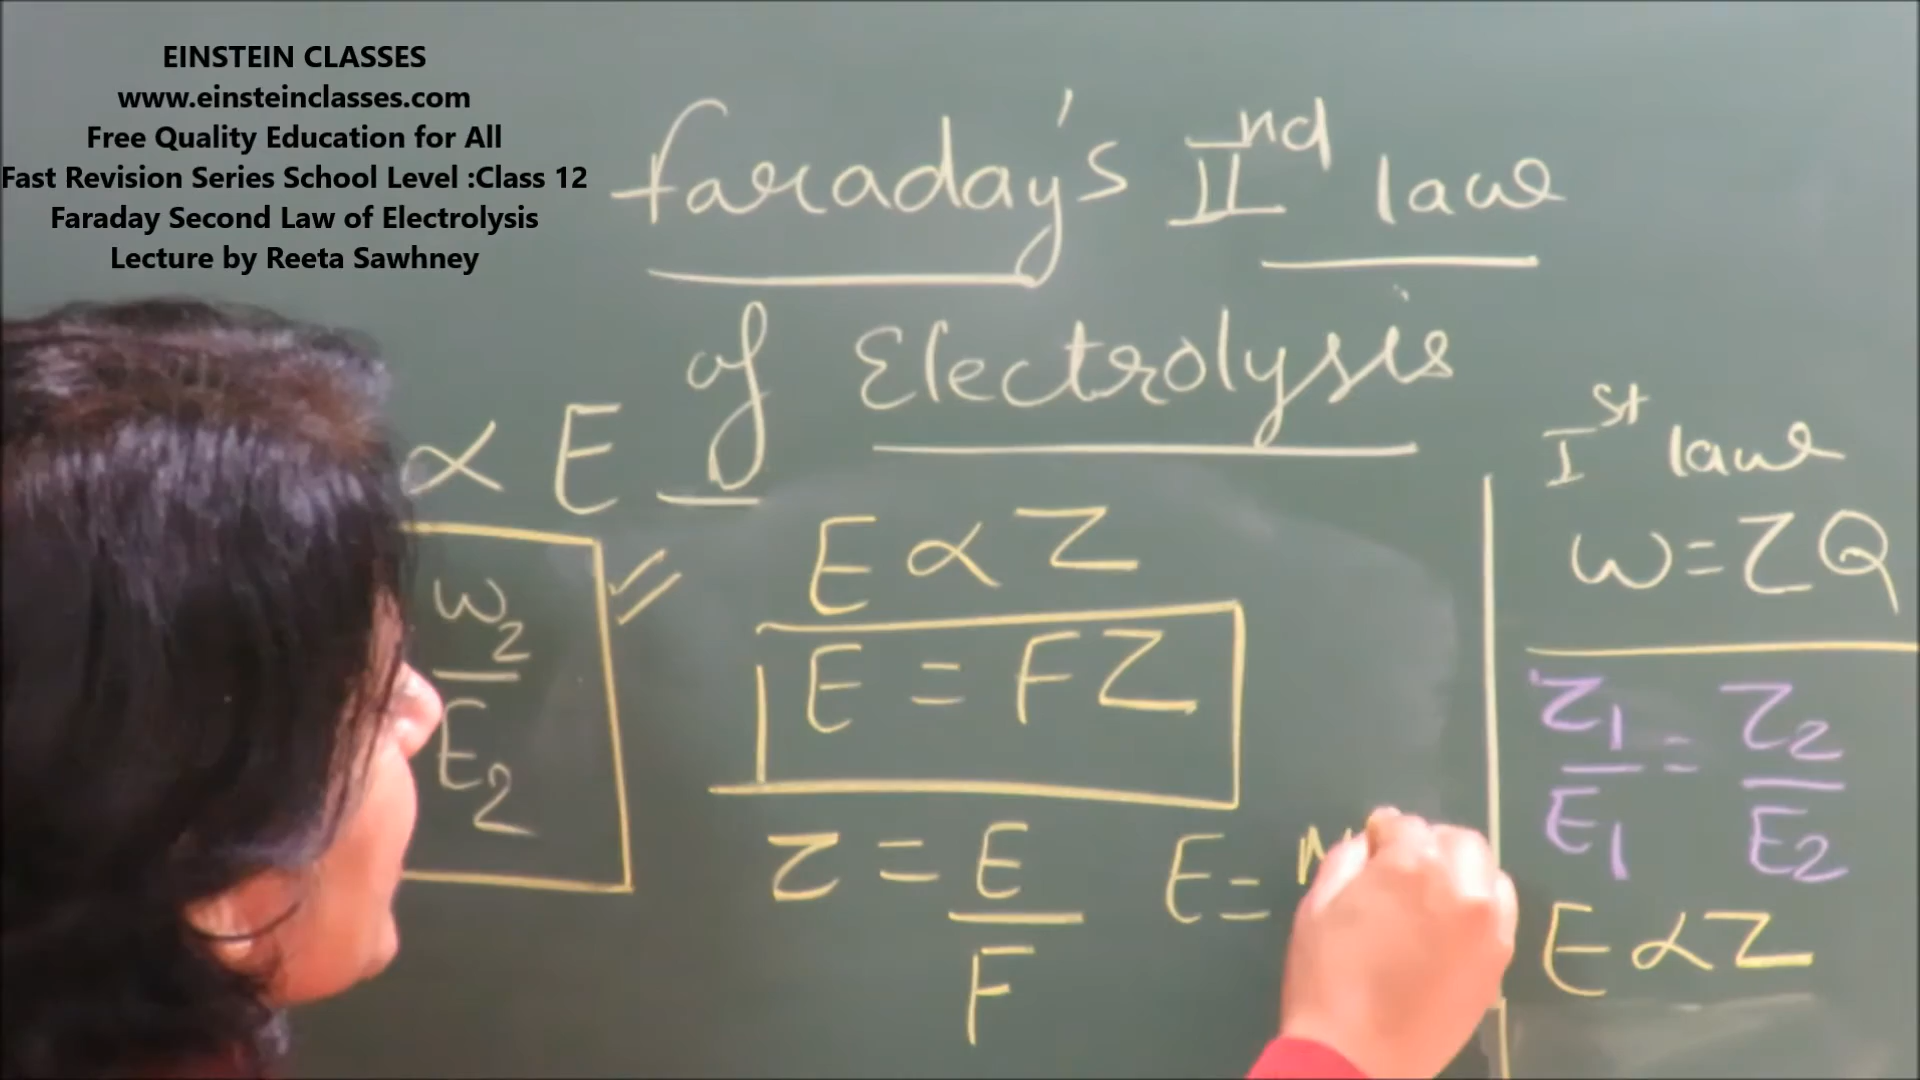 EINSTEIN CLASSES
www.einsteinclasses.com
Free Quality Education for All
Fast Revision Series School Level :Class 12
Faraday Second Law of Electrolysis
Lecture by Reeta Sawhney
Faraday's IInd law
of Electrolysis
∝ E
W2
E2
E ∝ Z
E = FZ
Z = E
F
E =
Ist law
W = ZQ
Z1 = Z2
E1 E2
E ∝ Z